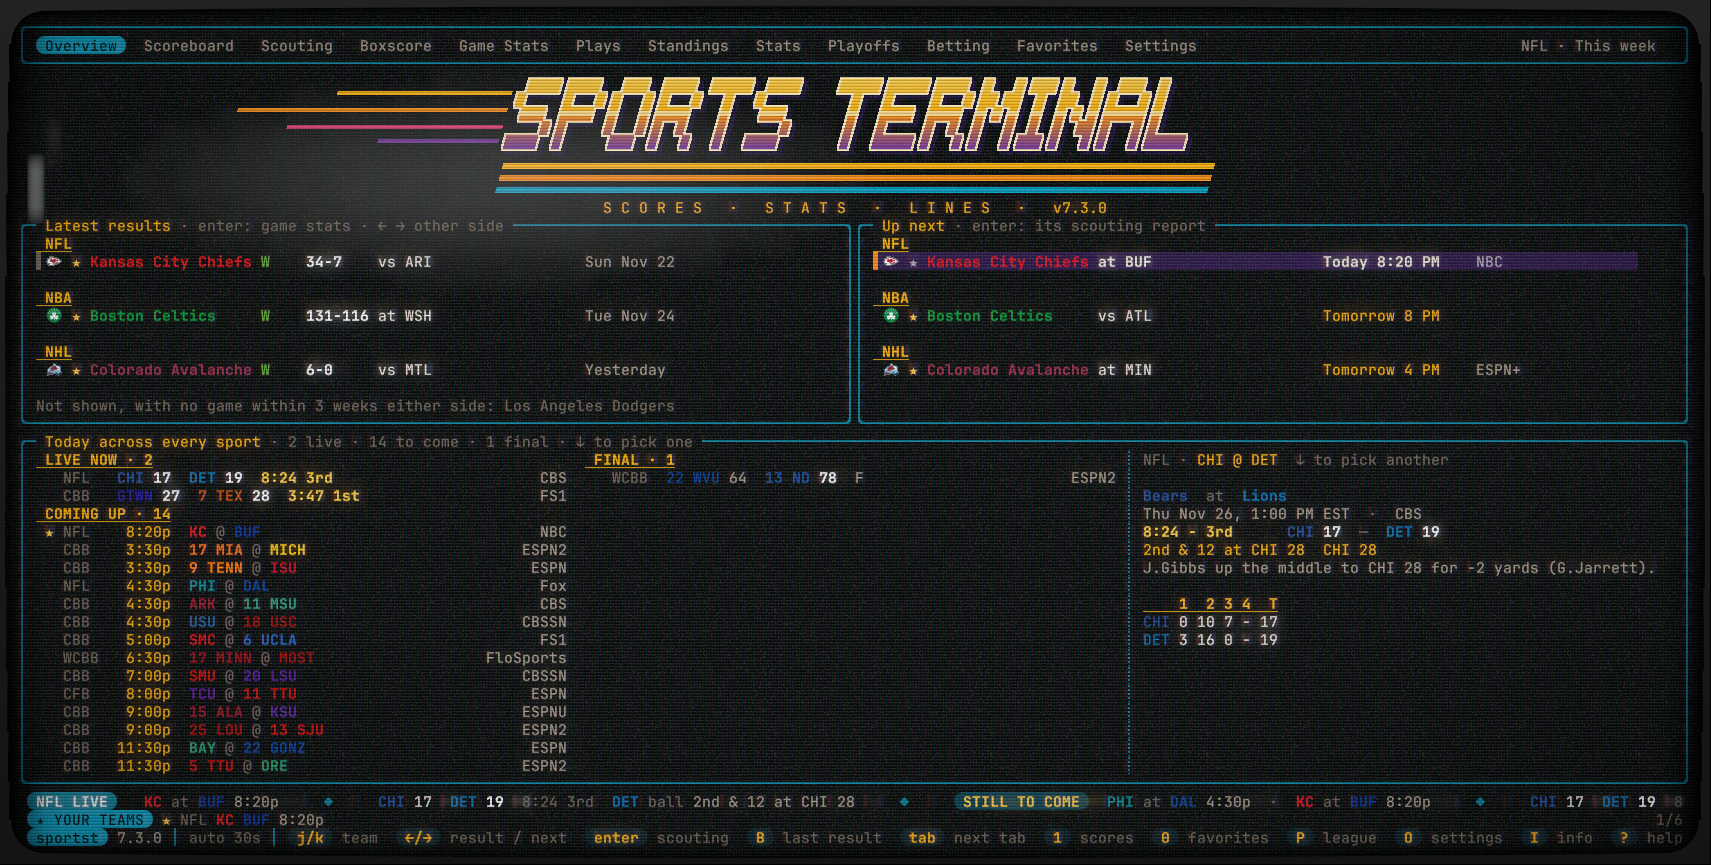 Overview Scoreboard Scouting Boxscore Game Stats Plays Standings Stats Playoffs Betting Favorites Settings NFL · This week
SPORTS TERMINAL
SCORES · STATS · LINES · v7.3.0
Latest results · enter: game stats · ← → other side
NFL
★ Kansas City Chiefs W 34-7 vs ARI Sun Nov 22
NBA
★ Boston Celtics W 131-116 at WSH Tue Nov 24
NHL
★ Colorado Avalanche W 6-0 vs MTL Yesterday
Not shown, with no game within 3 weeks either side: Los Angeles Dodgers
Up next · enter: its scouting report
NFL
★ Kansas City Chiefs at BUF Today 8:20 PM NBC
NBA
★ Boston Celtics vs ATL Tomorrow 8 PM
NHL
★ Colorado Avalanche at MIN Tomorrow 4 PM ESPN+
Today across every sport · 2 live · 14 to come · 1 final · ↓ to pick one
LIVE NOW · 2
NFL CHI 17 DET 19 8:24 3rd CBS
CBB GTWN 27 7 TEX 28 3:47 1st FS1
COMING UP · 14
★ NFL 8:20p KC @ BUF NBC
CBB 3:30p 17 MIA @ MICH ESPN2
CBB 3:30p 9 TENN @ ISU ESPN
NFL 4:30p PHI @ DAL Fox
CBB 4:30p ARK @ 11 MSU CBS
CBB 4:30p USU @ 18 USC CBSSN
CBB 5:00p SMC @ 6 UCLA FS1
WCBB 6:30p 17 MINN @ MOST FloSports
CBB 7:00p SMU @ 20 LSU CBSSN
CFB 8:00p TCU @ 11 TTU ESPN
CBB 9:00p 15 ALA @ KSU ESPNU
CBB 9:00p 25 LOU @ 13 SJU ESPN2
CBB 11:30p BAY @ 22 GONZ ESPN
CBB 11:30p 5 TTU @ ORE ESPN2
FINAL · 1
WCBB 22 WVU 64 13 ND 78 F ESPN2
NFL · CHI @ DET ↓ to pick another
Bears at Lions
Thu Nov 26, 1:00 PM EST · CBS
8:24 - 3rd CHI 17 — DET 19
2nd & 12 at CHI 28 CHI 28
J.Gibbs up the middle to CHI 28 for -2 yards (G.Jarrett).
1 2 3 4 T
CHI 0 10 7 - 17
DET 3 16 0 - 19
NFL LIVE KC at BUF 8:20p ◆ CHI 17 DET 19 8:24 3rd DET ball 2nd & 12 at CHI 28 ◆ STILL TO COME PHI at DAL 4:30p · KC at BUF 8:20p ◆ CHI 17 DET 19 8
★ YOUR TEAMS ★ NFL KC BUF 8:20p 1/6
sportst 7.3.0 auto 30s j/k team ←/→ result / next enter scouting B last result tab next tab 1 scores 0 favorites P league O settings I info ? help